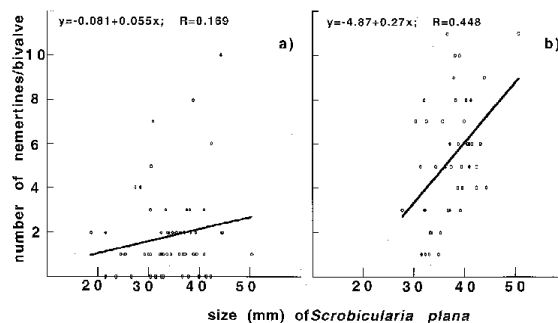 y=-0.081+0.055x; R=0.169
y=-4.87+0.27x; R=0.448
a)
b)
number of nemertines/bivalve
10
8
6
4
2
20 30 40 50
20 30 40 50
size (mm) of Scrobicularia plana